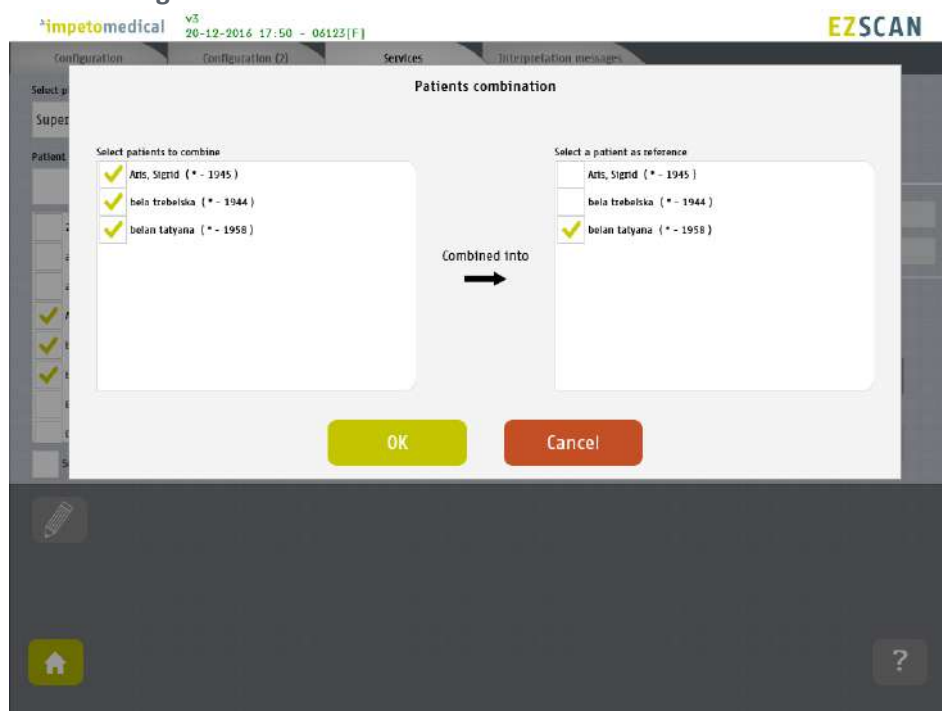 impetomedical
v3
20-12-2016 17:50 - 06123[F]
EZSCAN
Configuration
Configuration (2)
Services
Interpretation messages
Patients combination
Select p
Super
Patient
Select patients to combine
Aris, Sigrid ( * - 1945 )
bela trebelska ( * - 1944 )
belan tatyana ( * - 1958 )
Combined into
Select a patient as reference
Aris, Sigrid ( * - 1945 )
bela trebelska ( * - 1944 )
belan tatyana ( * - 1958 )
OK
Cancel
?